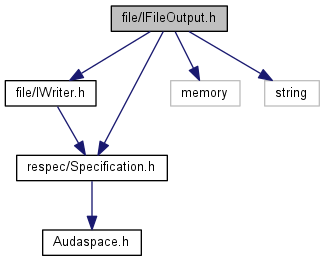 file/IFileOutput.h
file/IWriter.h
memory
string
respec/Specification.h
Audaspace.h